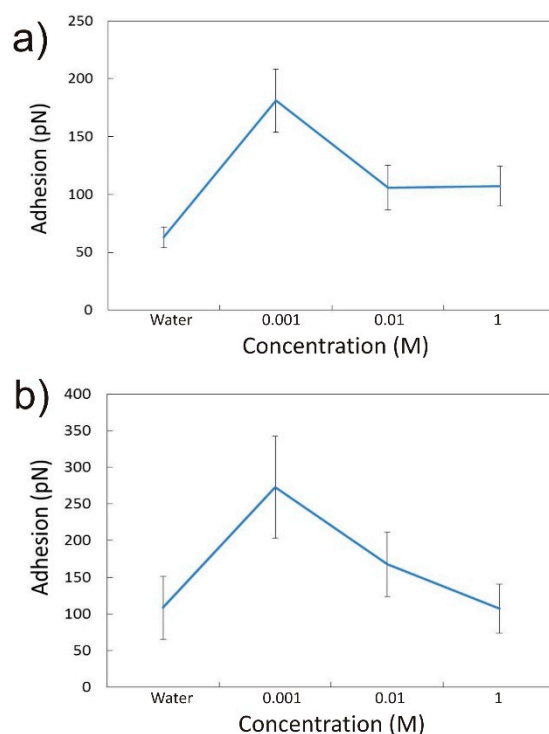 a)
250
200
150
100
50
0
Adhesion (pN)
Water 0.001 0.01 1
Concentration (M)
b)
400
350
300
250
200
150
100
50
0
Adhesion (pN)
Water 0.001 0.01 1
Concentration (M)